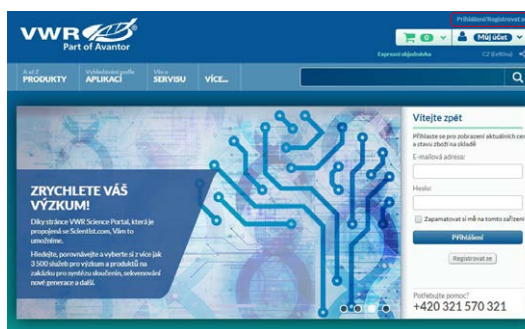 Přihlášení/Registrovat se
VWR
Part of Avantor
0
Můj účet
Expresní objednávka
CZ (čeština)
A až Z
PRODUKTY
Vyhledávání podle
APLIKACÍ
Vše o
SERVISU
VÍCE...
ZRYCHLETE VÁŠ
VÝZKUM!
Díky stránce VWR Science Portal, která je
propojená se Scientist.com, Vám to
umožníme.
Hledejte, porovnávejte a vyberte si z více jak
3 500 služeb pro výzkum a produktů na
zakázku pro syntézu sloučenin, sekvenování
nové generace a další.
Vítejte zpět
Přihlaste se pro zobrazení aktuálních cen
a stavu zboží na skladě
E-mailová adresa:
Heslo:
Zapamatovat si mě na tomto zařízení
Přihlášení
Registrovat se
Potřebujete pomoc?
+420 321 570 321